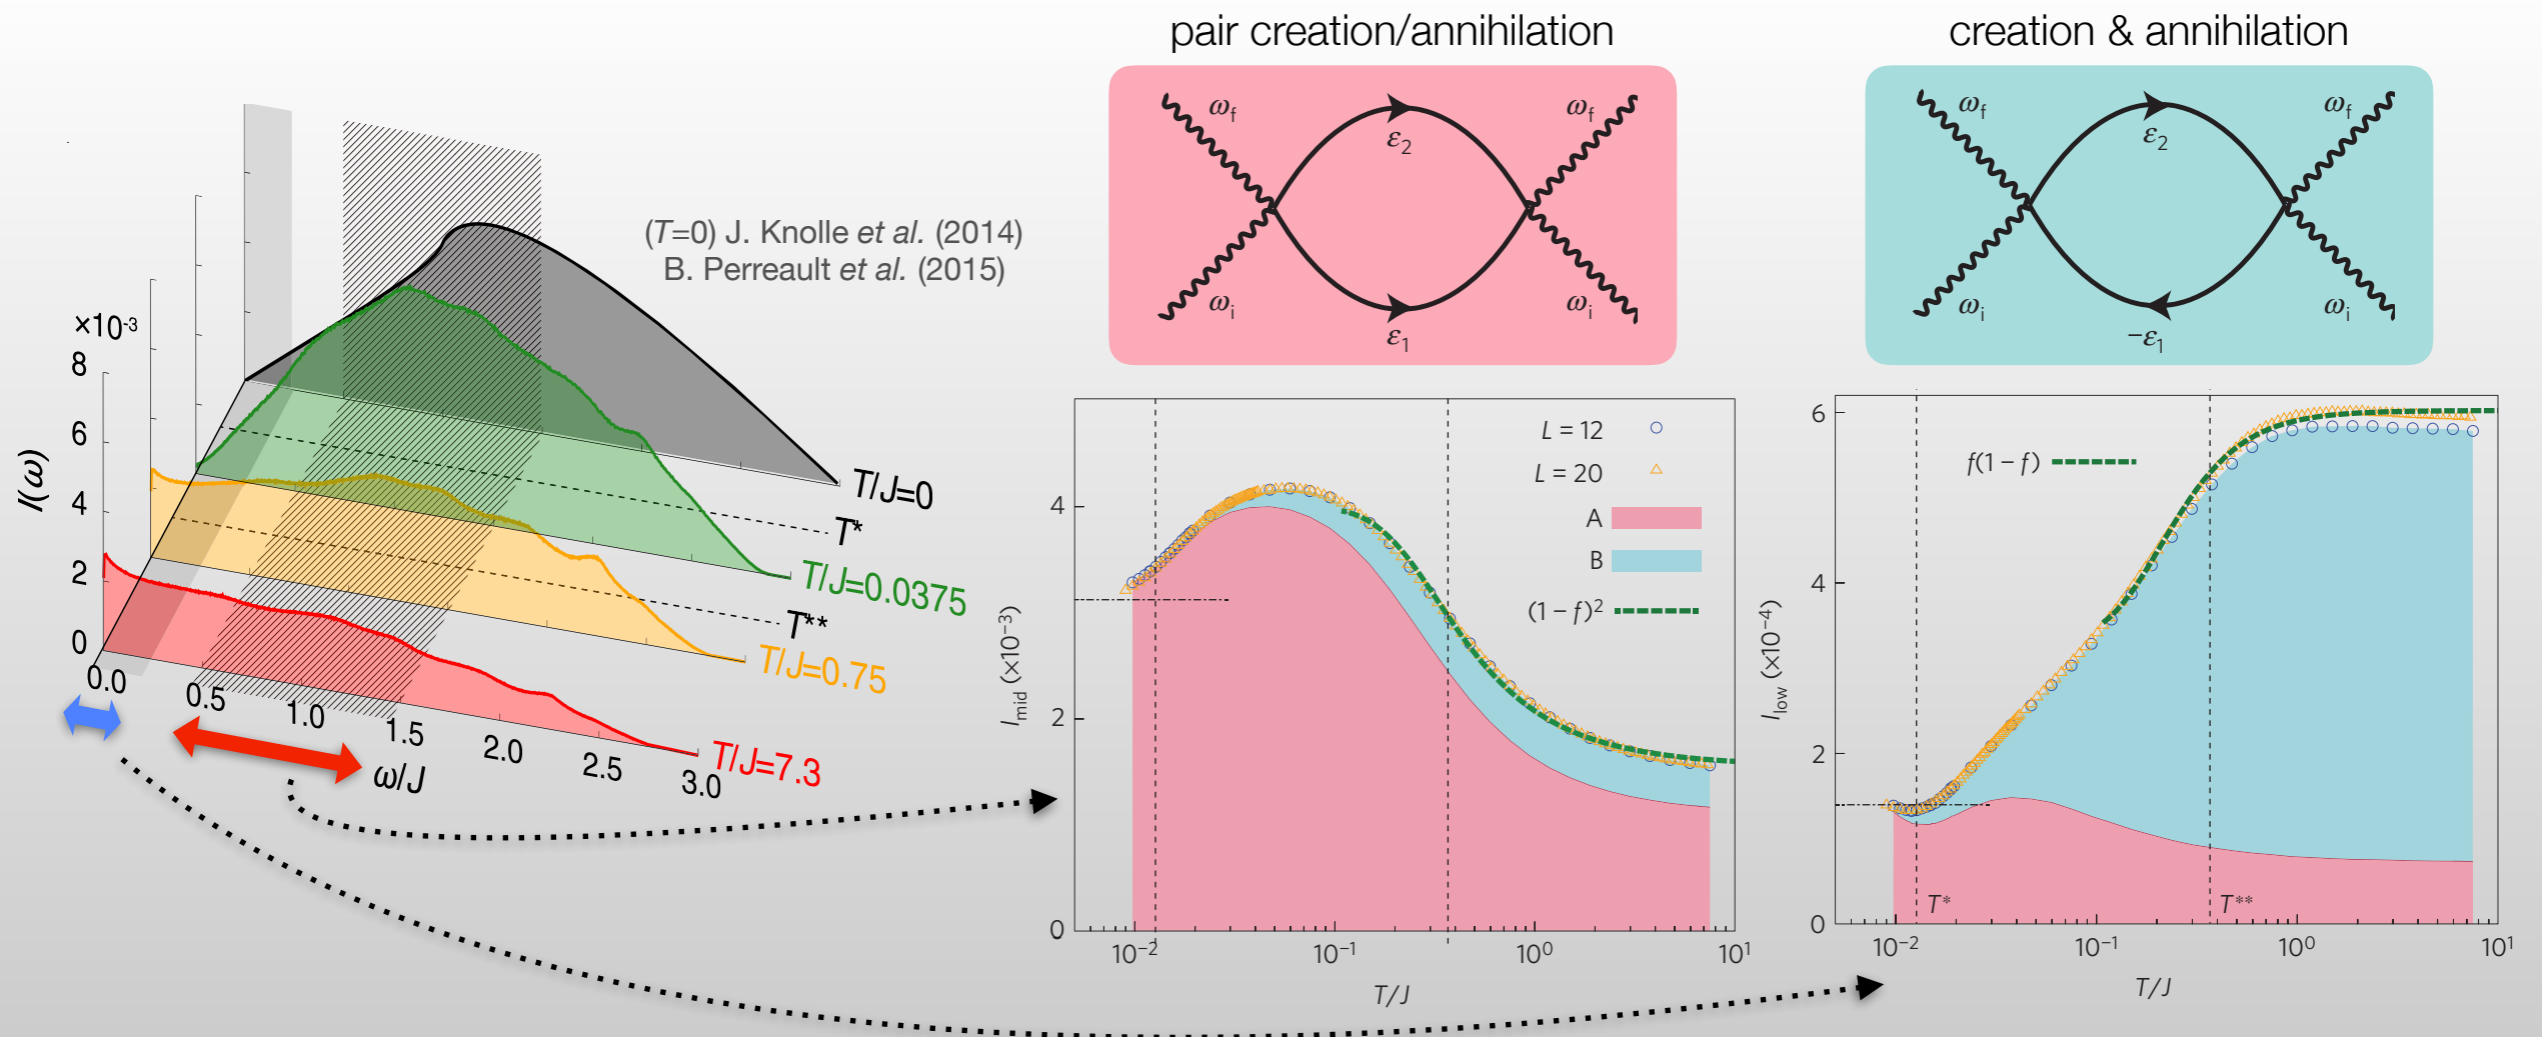 pair creation/annihilation
creation & annihilation
ωf
ε2
ωf
ωi
ε1
ωi
ωf
ε2
ωf
ωi
−ε1
ωi
(T=0) J. Knolle et al. (2014)
B. Perreault et al. (2015)
×10-3
8
6
4
2
0
I(ω)
0.0
0.5
1.0
1.5
2.0
2.5
3.0
ω/J
T/J=0
T*
T/J=0.0375
T**
T/J=0.75
T/J=7.3
4
2
0
Imid (×10−3)
L = 12
L = 20
A
B
(1 − f)2
10−2
10−1
100
101
T/J
6
4
2
0
Ilow (×10−4)
f(1 − f)
T*
T**
10−2
10−1
100
101
T/J